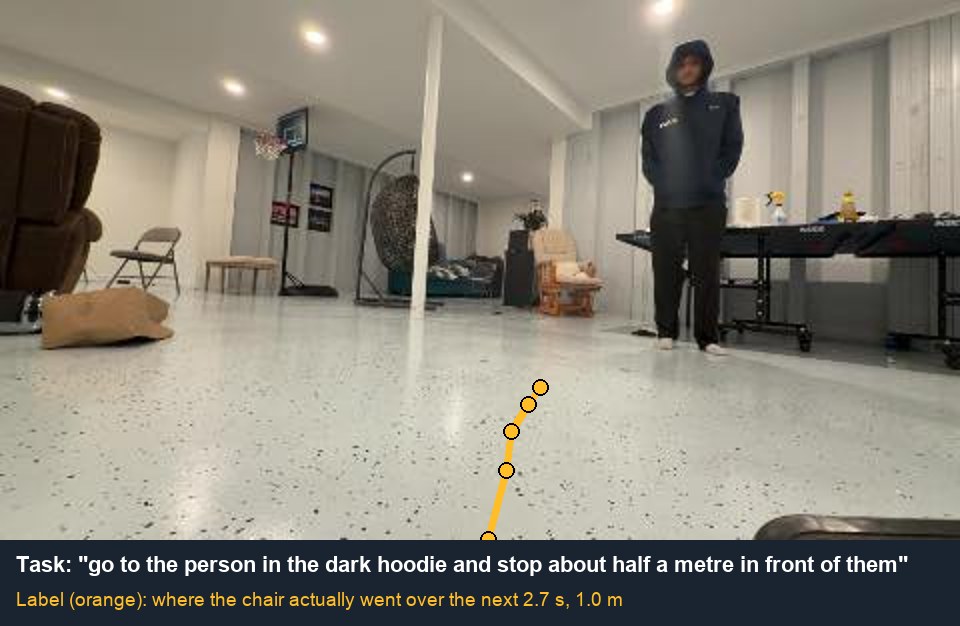 Task: "go to the person in the dark hoodie and stop about half a metre in front of them"
Label (orange): where the chair actually went over the next 2.7 s, 1.0 m